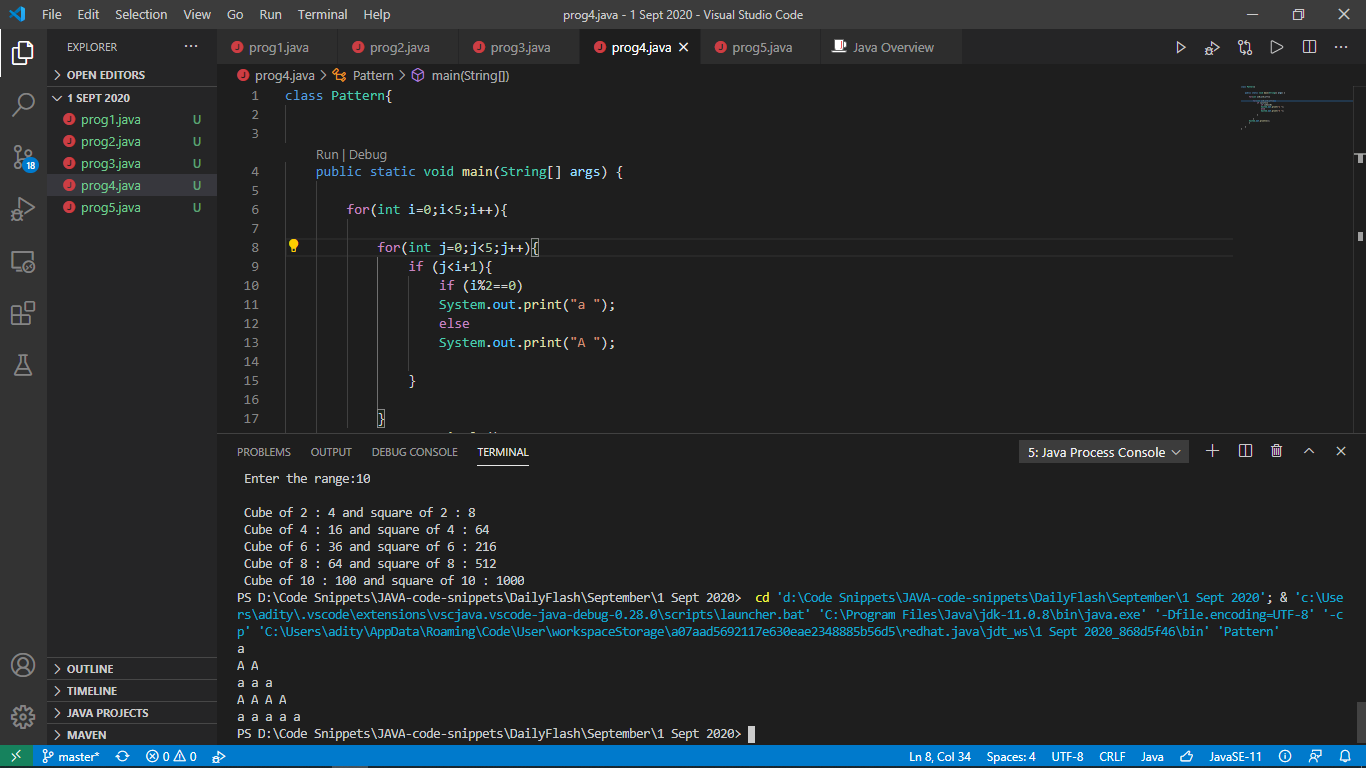 File Edit Selection View Go Run Terminal Help
prog4.java - 1 Sept 2020 - Visual Studio Code
EXPLORER
prog1.java
prog2.java
prog3.java
prog4.java
prog5.java
Java Overview
OPEN EDITORS
1 SEPT 2020
prog1.java U
prog2.java U
prog3.java U
prog4.java U
prog5.java U
18
OUTLINE
TIMELINE
JAVA PROJECTS
MAVEN
prog4.java > Pattern > main(String[])
1 class Pattern{
2
3
Run | Debug
4 public static void main(String[] args) {
5
6 for(int i=0;i<5;i++){
7
8 for(int j=0;j<5;j++){
9 if (j<i+1){
10 if (i%2==0)
11 System.out.print("a ");
12 else
13 System.out.print("A ");
14
15 }
16
17 }
PROBLEMS OUTPUT DEBUG CONSOLE TERMINAL
5: Java Process Console
Enter the range:10
Cube of 2 : 4 and square of 2 : 8
Cube of 4 : 16 and square of 4 : 64
Cube of 6 : 36 and square of 6 : 216
Cube of 8 : 64 and square of 8 : 512
Cube of 10 : 100 and square of 10 : 1000
PS D:\Code Snippets\JAVA-code-snippets\DailyFlash\September\1 Sept 2020> cd 'd:\Code Snippets\JAVA-code-snippets\DailyFlash\September\1 Sept 2020'; & 'c:\Use
rs\adity\.vscode\extensions\vscjava.vscode-java-debug-0.28.0\scripts\launcher.bat' 'C:\Program Files\Java\jdk-11.0.8\bin\java.exe' '-Dfile.encoding=UTF-8' '-c
p' 'C:\Users\adity\AppData\Roaming\Code\User\workspaceStorage\a07aad5692117e630eae2348885b56d5\redhat.java\jdt_ws\1 Sept 2020_868d5f46\bin' 'Pattern'
a
A A
a a a
A A A A
a a a a a
PS D:\Code Snippets\JAVA-code-snippets\DailyFlash\September\1 Sept 2020>
master* 0 0
Ln 8, Col 34 Spaces: 4 UTF-8 CRLF Java JavaSE-11